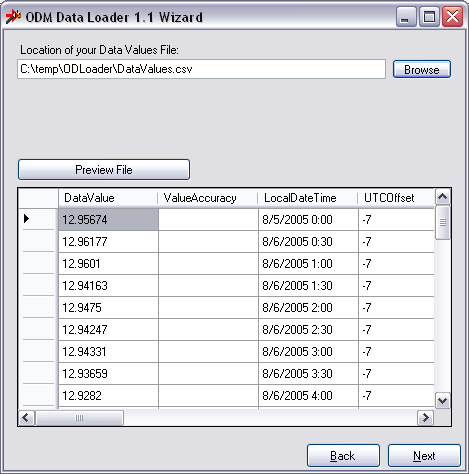 ODM Data Loader 1.1 Wizard
Location of your Data Values File:
C:\temp\ODLoader\DataValues.csv
Browse
Preview File
DataValue ValueAccuracy LocalDateTime UTCOffset
12.95674 8/5/2005 0:00 -7
12.96177 8/6/2005 0:30 -7
12.9601 8/6/2005 1:00 -7
12.94163 8/6/2005 1:30 -7
12.9475 8/6/2005 2:00 -7
12.94247 8/6/2005 2:30 -7
12.94331 8/6/2005 3:00 -7
12.93659 8/6/2005 3:30 -7
12.9282 8/6/2005 4:00 -7
Back Next